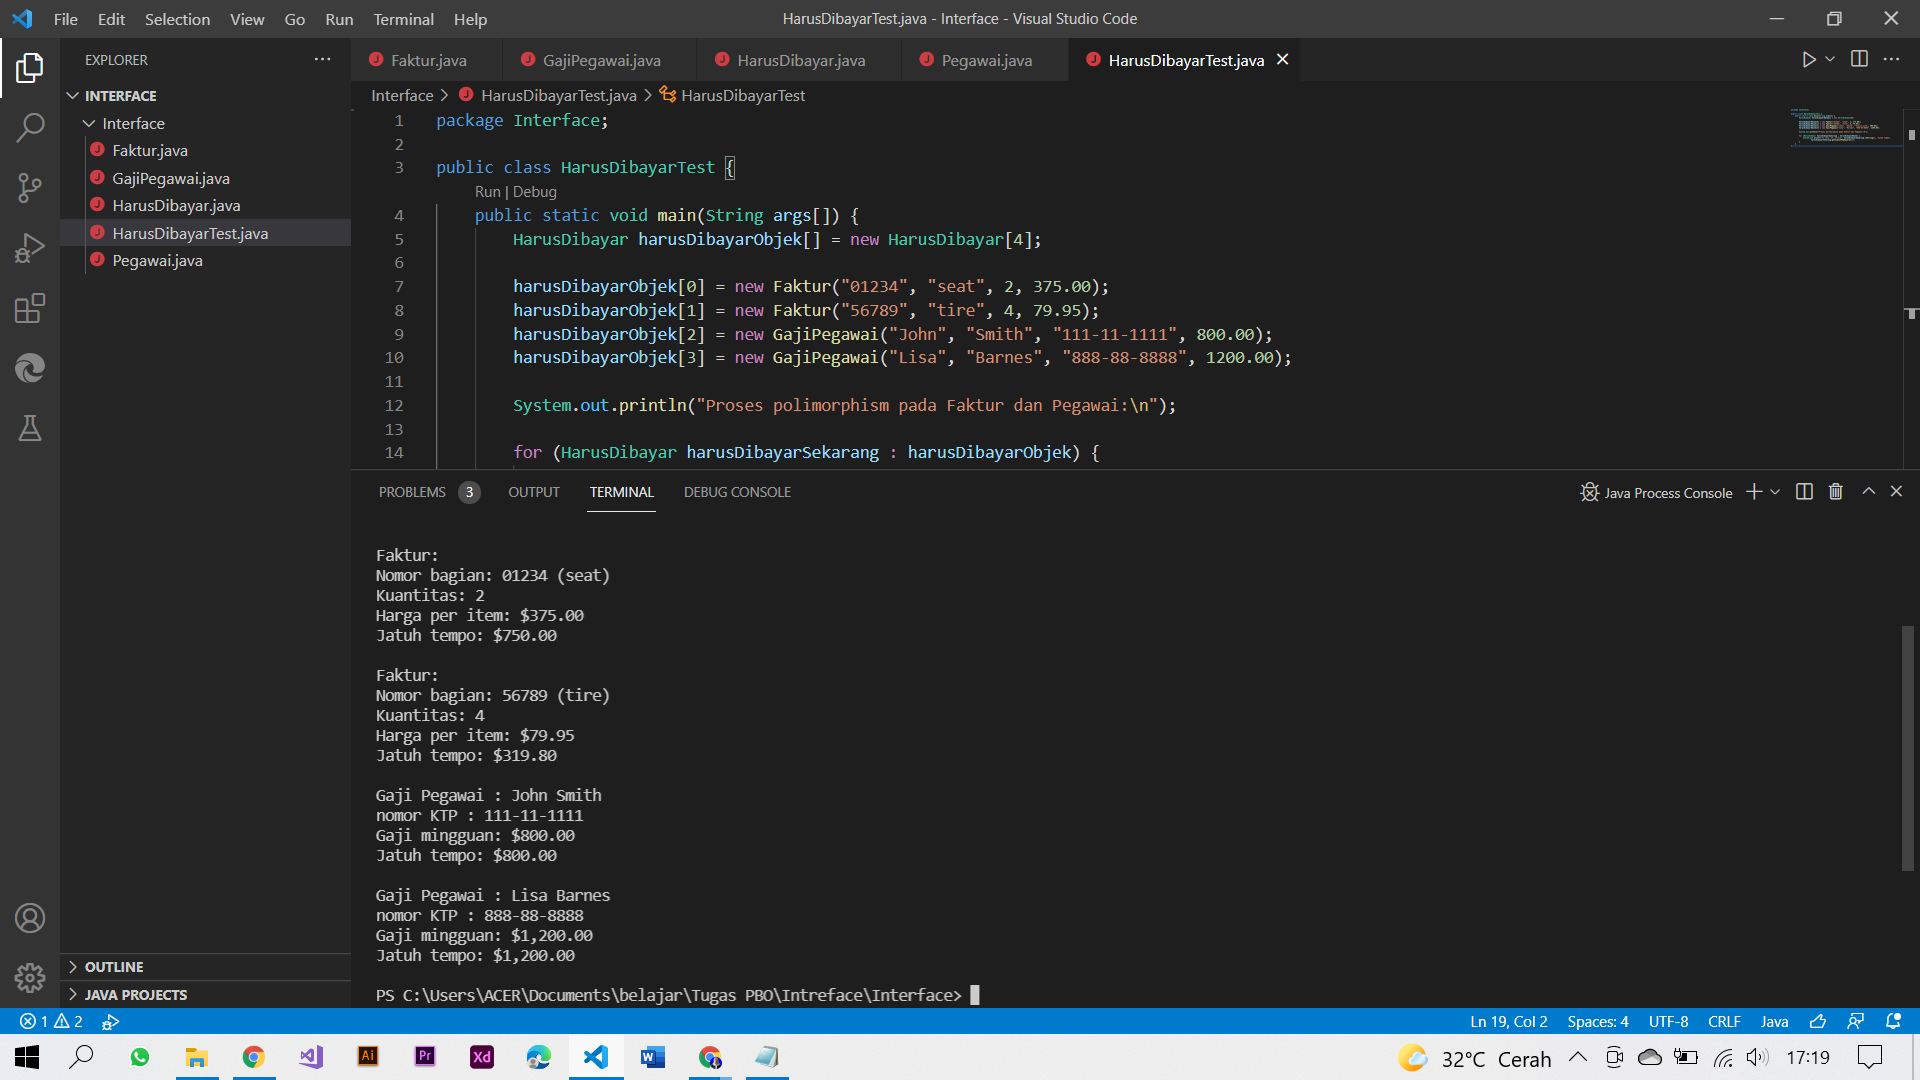 File Edit Selection View Go Run Terminal Help
HarusDibayarTest.java - Interface - Visual Studio Code
EXPLORER
INTERFACE
Interface
Faktur.java
GajiPegawai.java
HarusDibayar.java
HarusDibayarTest.java
Pegawai.java
OUTLINE
JAVA PROJECTS
Faktur.java GajiPegawai.java HarusDibayar.java Pegawai.java HarusDibayarTest.java
Interface > HarusDibayarTest.java > HarusDibayarTest
1 package Interface;
2
3 public class HarusDibayarTest {
Run | Debug
4 public static void main(String args[]) {
5 HarusDibayar harusDibayarObjek[] = new HarusDibayar[4];
6
7 harusDibayarObjek[0] = new Faktur("01234", "seat", 2, 375.00);
8 harusDibayarObjek[1] = new Faktur("56789", "tire", 4, 79.95);
9 harusDibayarObjek[2] = new GajiPegawai("John", "Smith", "111-11-1111", 800.00);
10 harusDibayarObjek[3] = new GajiPegawai("Lisa", "Barnes", "888-88-8888", 1200.00);
11
12 System.out.println("Proses polimorphism pada Faktur dan Pegawai:\n");
13
14 for (HarusDibayar harusDibayarSekarang : harusDibayarObjek) {
PROBLEMS 3 OUTPUT TERMINAL DEBUG CONSOLE
Java Process Console
Faktur:
Nomor bagian: 01234 (seat)
Kuantitas: 2
Harga per item: $375.00
Jatuh tempo: $750.00
Faktur:
Nomor bagian: 56789 (tire)
Kuantitas: 4
Harga per item: $79.95
Jatuh tempo: $319.80
Gaji Pegawai : John Smith
nomor KTP : 111-11-1111
Gaji mingguan: $800.00
Jatuh tempo: $800.00
Gaji Pegawai : Lisa Barnes
nomor KTP : 888-88-8888
Gaji mingguan: $1,200.00
Jatuh tempo: $1,200.00
PS C:\Users\ACER\Documents\belajar\Tugas PBO\Intreface\Interface>
1 2
Ln 19, Col 2 Spaces: 4 UTF-8 CRLF Java
Ai Pr Xd
32°C Cerah
17:19